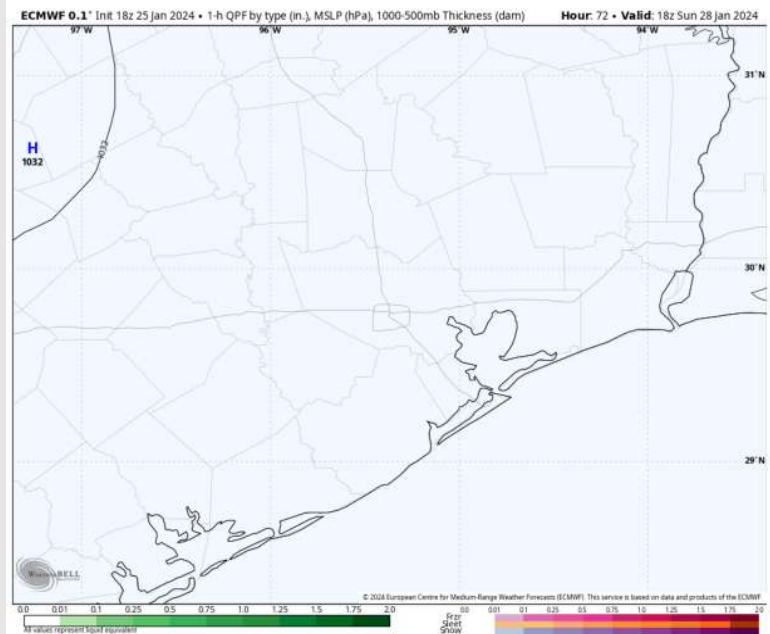 ECMWF 0.1° Init 18z 25 Jan 2024 • 1-h QPF by type (in.), MSLP (hPa), 1000-500mb Thickness (dam) Hour: 72 • Valid: 18z Sun 28 Jan 2024
97°W 96°W 95°W 94°W
31°N
1032
H
1032
30°N
29°N
WeatherBELL
© 2024 European Centre for Medium-Range Weather Forecasts (ECMWF). This service is based on data and products of the ECMWF
0.0 0.01 0.1 0.25 0.5 0.75 1.0 1.25 1.5 1.75 2.0
0.0 0.01 0.1 0.25 0.5 0.75 1.0 1.25 1.5 1.75 2.0
Frzr
Sleet
Snow
All values represent liquid equivalent